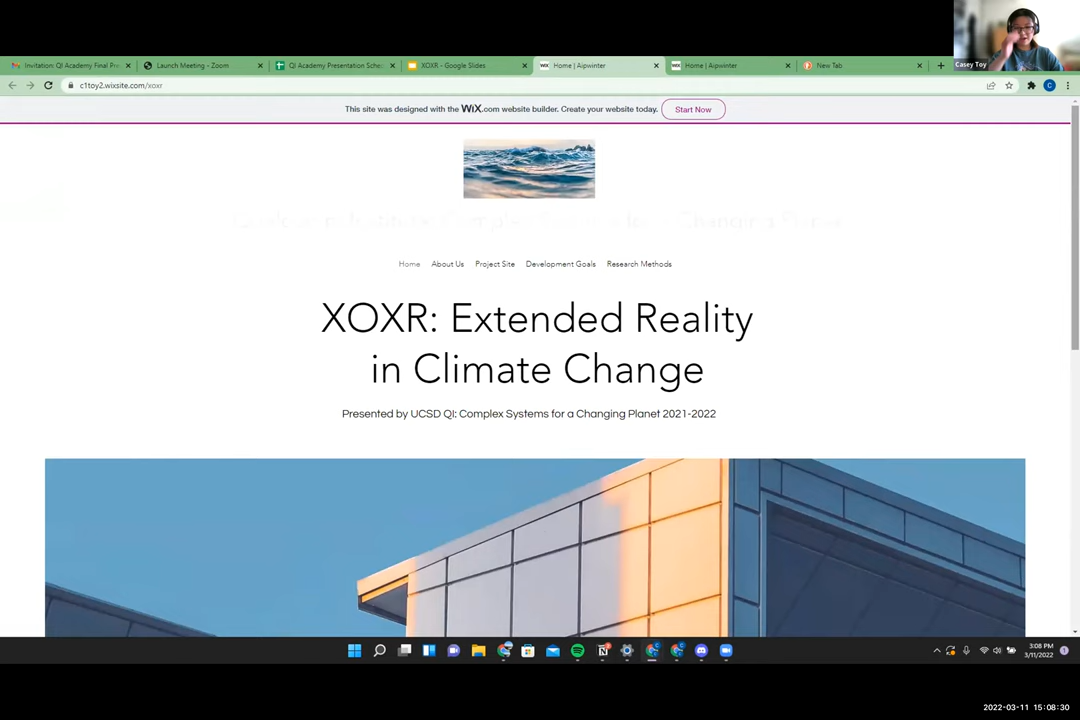 Invitation: QI Academy Final Pre
Launch Meeting - Zoom
QI Academy Presentation Sche
XOXR - Google Slides
Home | Aipwinter
Home | Aipwinter
New Tab
Casey Toy
c1toy2.wixsite.com/xoxr
C
This site was designed with the WiX.com website builder. Create your website today.
Start Now
Changing Planet
Home
About Us
Project Site
Development Goals
Research Methods
XOXR: Extended Reality
in Climate Change
Presented by UCSD QI: Complex Systems for a Changing Planet 2021-2022
3:08 PM
3/11/2022
2022-03-11 15:08:30